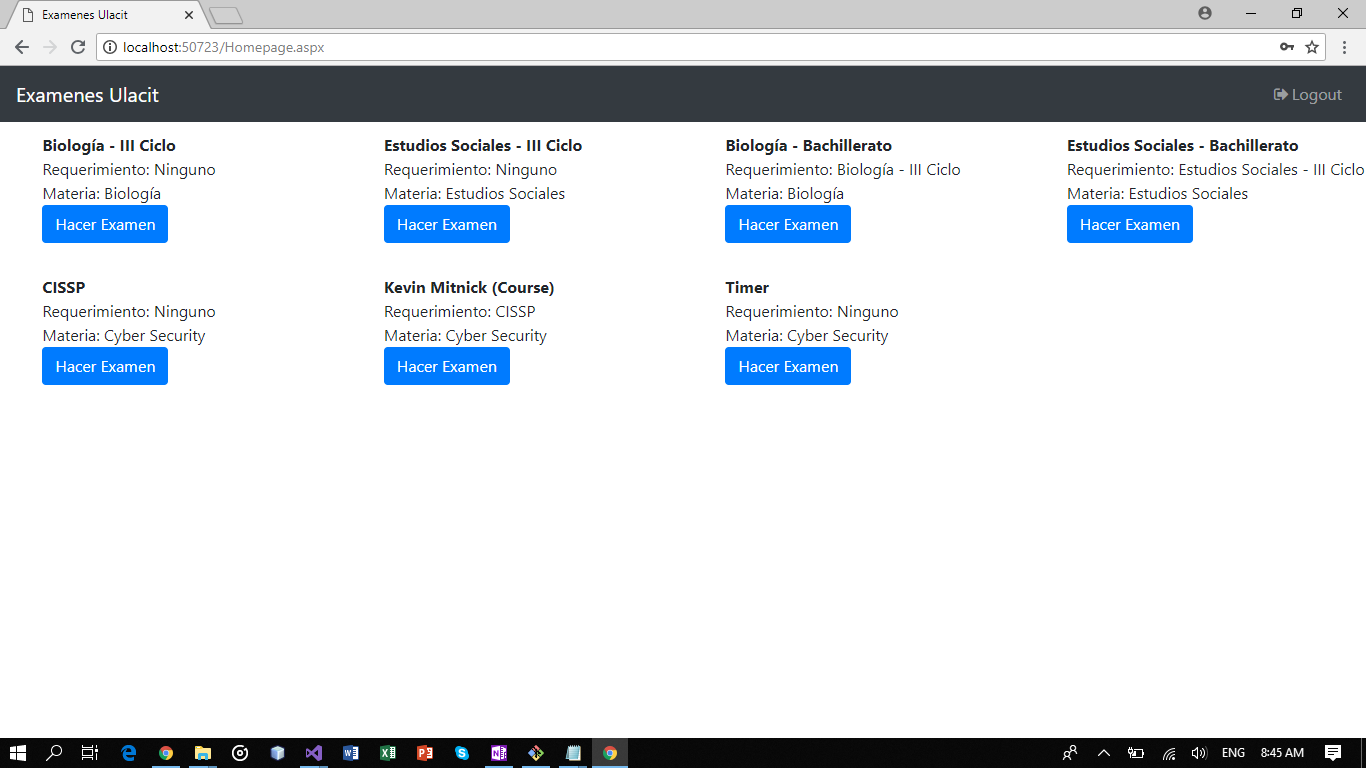 Examenes Ulacit
localhost:50723/Homepage.aspx
Examenes Ulacit
Logout
Biología - III Ciclo
Requerimiento: Ninguno
Materia: Biología
Hacer Examen
Estudios Sociales - III Ciclo
Requerimiento: Ninguno
Materia: Estudios Sociales
Hacer Examen
Biología - Bachillerato
Requerimiento: Biología - III Ciclo
Materia: Biología
Hacer Examen
Estudios Sociales - Bachillerato
Requerimiento: Estudios Sociales - III Ciclo
Materia: Estudios Sociales
Hacer Examen
CISSP
Requerimiento: Ninguno
Materia: Cyber Security
Hacer Examen
Kevin Mitnick (Course)
Requerimiento: CISSP
Materia: Cyber Security
Hacer Examen
Timer
Requerimiento: Ninguno
Materia: Cyber Security
Hacer Examen
ENG
8:45 AM